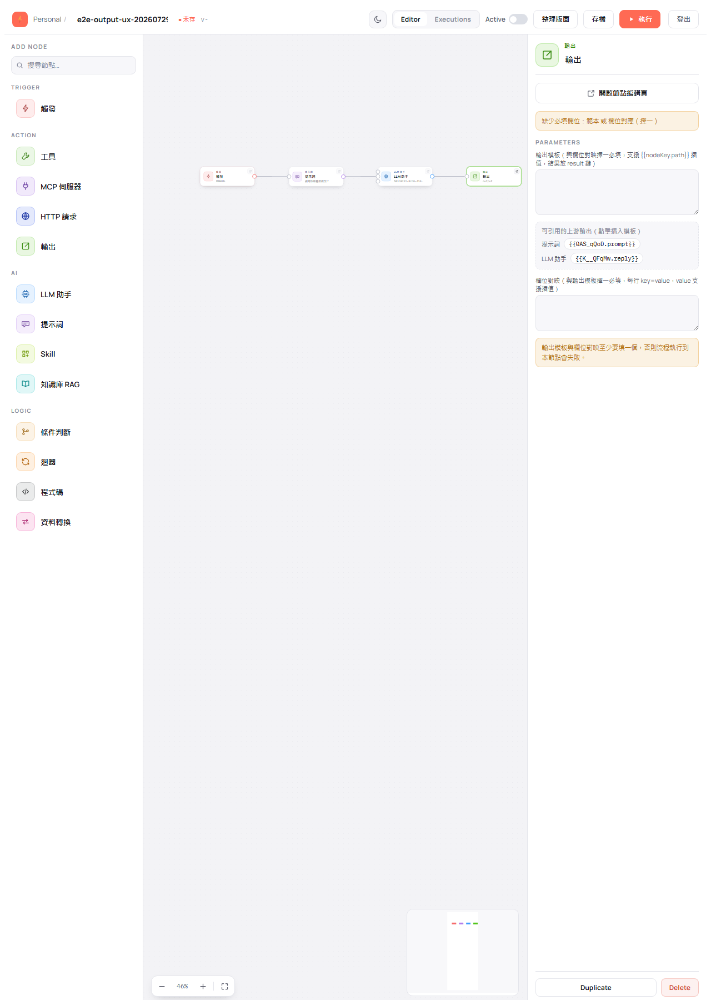 Personal /
e2e-output-ux-20260729
未存
v -
Editor
Executions
Active
整理版面
存檔
執行
登出
ADD NODE
搜尋節點...
TRIGGER
觸發
ACTION
工具
MCP 伺服器
HTTP 請求
輸出
AI
LLM 助手
提示詞
Skill
知識庫 RAG
LOGIC
條件判斷
迴圈
程式碼
資料轉換
觸發
觸發
MANUAL
提示詞
LLM 助手
LLM 助手
輸出
輸出
output
46%
輸出
輸出
開啟節點編輯頁
缺少必填欄位：範本 或 欄位對應（擇一）
PARAMETERS
輸出模板（與欄位對映擇一必填，支援 {{nodeKey.path}} 插
值，結果放 result 鍵）
可引用的上游輸出（點擊插入模板）
提示詞 {{0AS_qQoD.prompt}}
LLM 助手 {{K__QFqMw.reply}}
欄位對映（與輸出模板擇一必填，每行 key=value，value 支
援插值）
輸出模板與欄位對映至少要填一個，否則流程執行到
本節點會失敗。
Duplicate
Delete